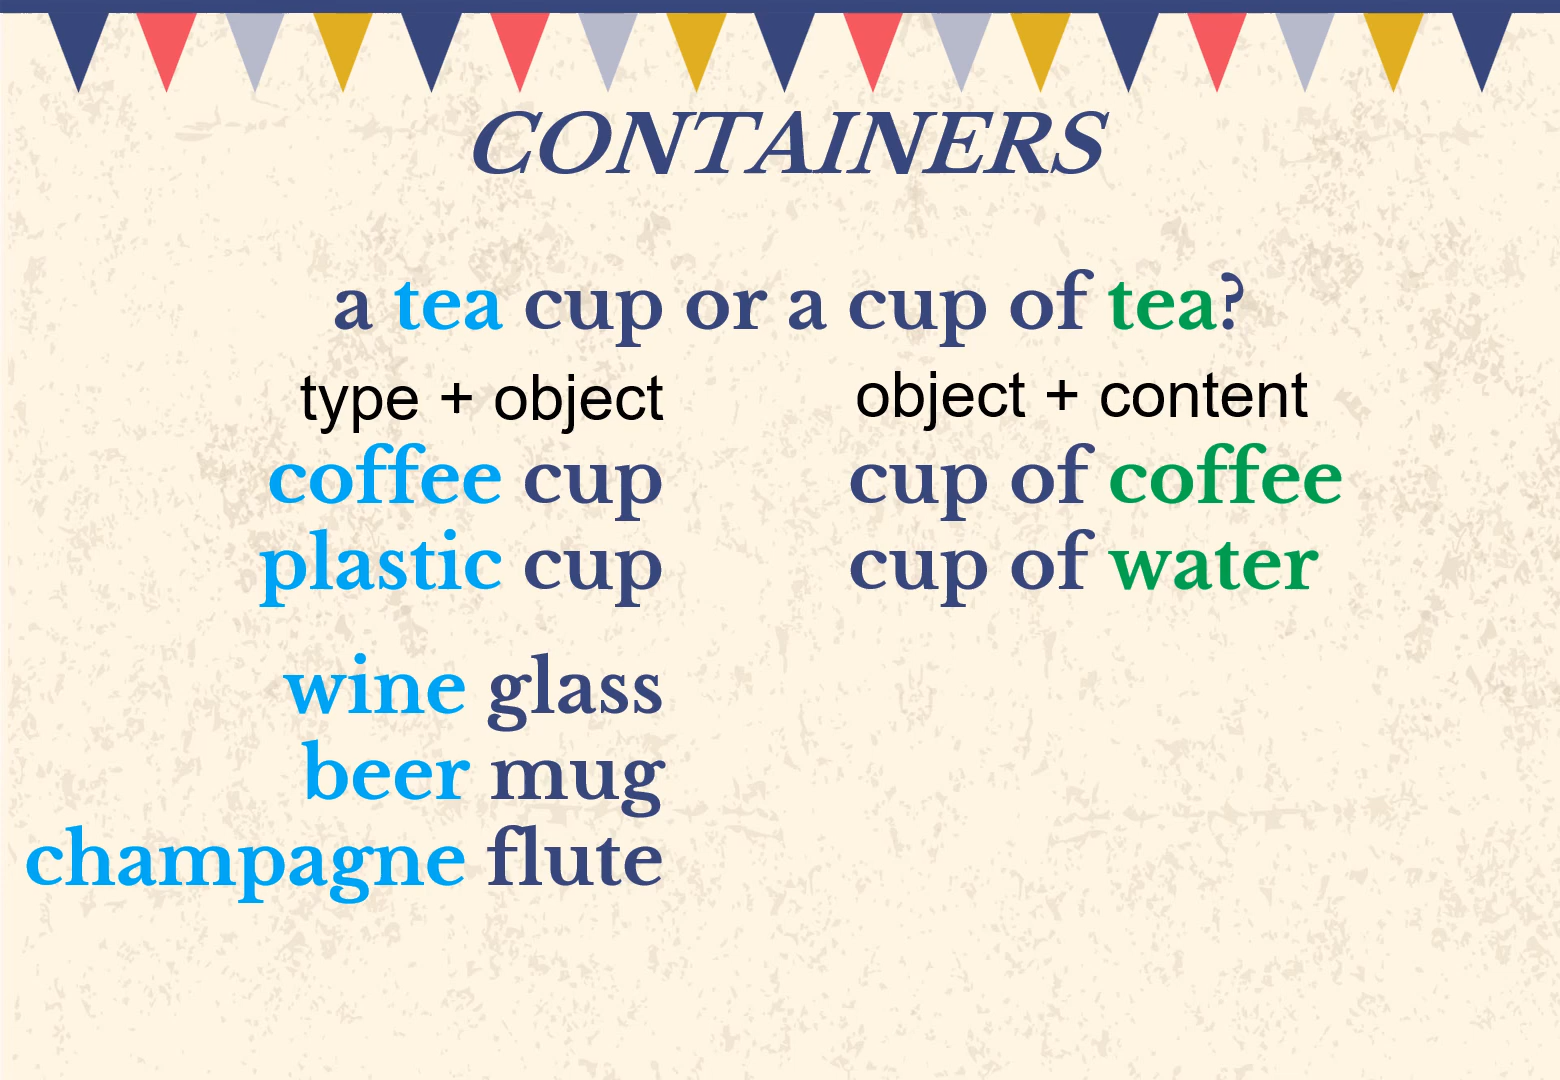 CONTAINERS
a tea cup or a cup of tea?
type + object
object + content
coffee cup
cup of coffee
plastic cup
cup of water
wine glass
beer mug
champagne flute